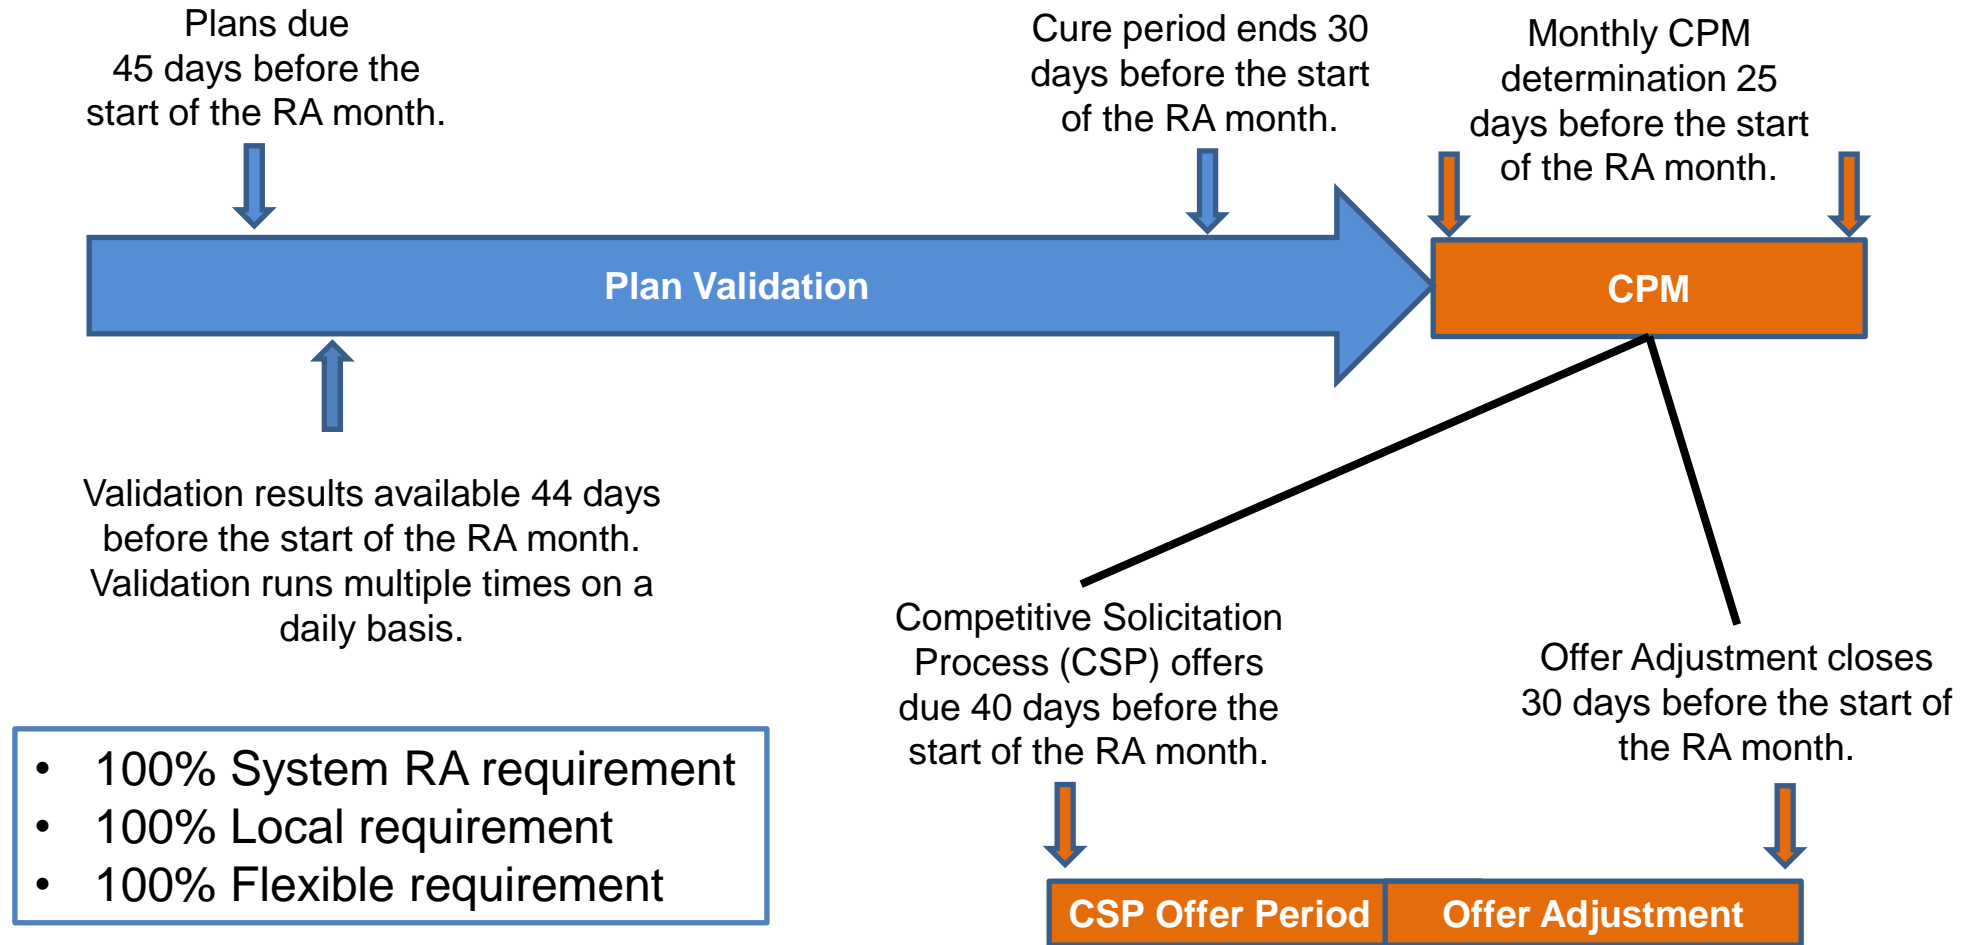 Plans due
45 days before the
start of the RA month.
Cure period ends 30
days before the start
of the RA month.
Monthly CPM
determination 25
days before the start
of the RA month.
Plan Validation
CPM
Validation results available 44 days
before the start of the RA month.
Validation runs multiple times on a
daily basis.
Competitive Solicitation
Process (CSP) offers
due 40 days before the
start of the RA month.
Offer Adjustment closes
30 days before the start of
the RA month.
• 100% System RA requirement
• 100% Local requirement
• 100% Flexible requirement
CSP Offer Period
Offer Adjustment